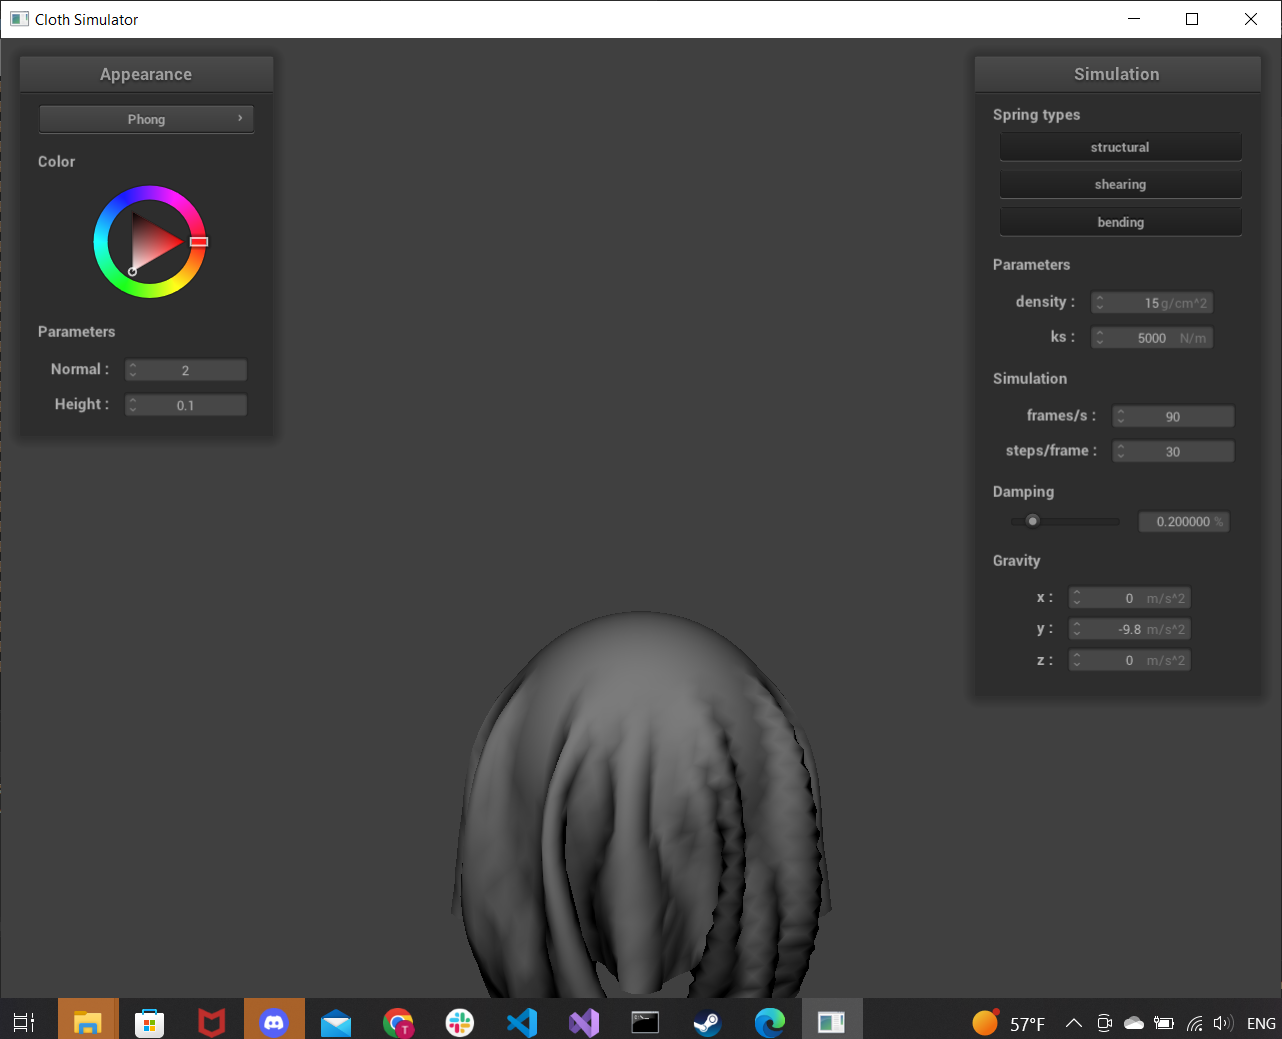 Cloth Simulator
Appearance
Phong
Color
Parameters
Normal : 2
Height : 0.1
Simulation
Spring types
structural
shearing
bending
Parameters
density : 15 g/cm^2
ks : 5000 N/m
Simulation
frames/s : 90
steps/frame : 30
Damping
0.200000 %
Gravity
x : 0 m/s^2
y : -9.8 m/s^2
z : 0 m/s^2
T
57°F
ENG